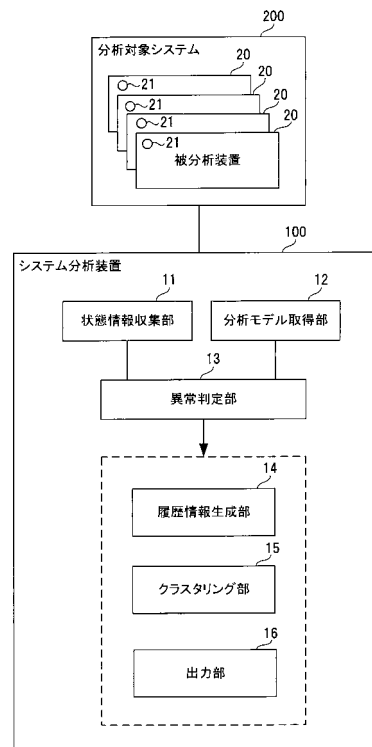 200
分析対象システム
20
20
20
20
21
21
21
21
被分析装置
100
システム分析装置
11
12
状態情報収集部
分析モデル取得部
13
異常判定部
14
履歴情報生成部
15
クラスタリング部
16
出力部